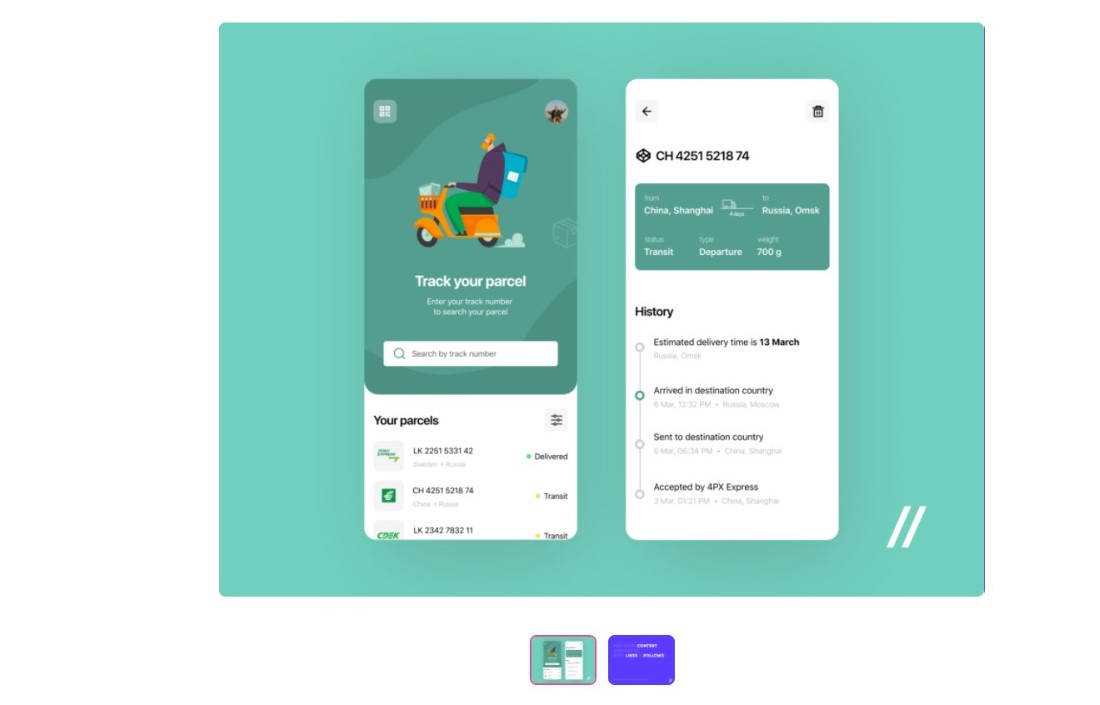 Track your parcel
Enter your track number
to search your parcel
Search by track number
Your parcels
LK 2251 5331 42
Sweden → Russia
Delivered
CH 4251 5218 74
China → Russia
Transit
CDEK
LK 2342 7832 11
Transit
CH 4251 5218 74
from
to
China, Shanghai
4 days
Russia, Omsk
status
type
weight
Transit
Departure
700 g
History
Estimated delivery time is 13 March
Russia, Omsk
Arrived in destination country
6 Mar, 12:32 PM • Russia, Moscow
Sent to destination country
Mar, 06:34 PM • China, Shanghai
Accepted by 4PX Express
3 Mar, 01:21 PM • China, Shanghai
CONTENT
LIKES
FOLLOWS